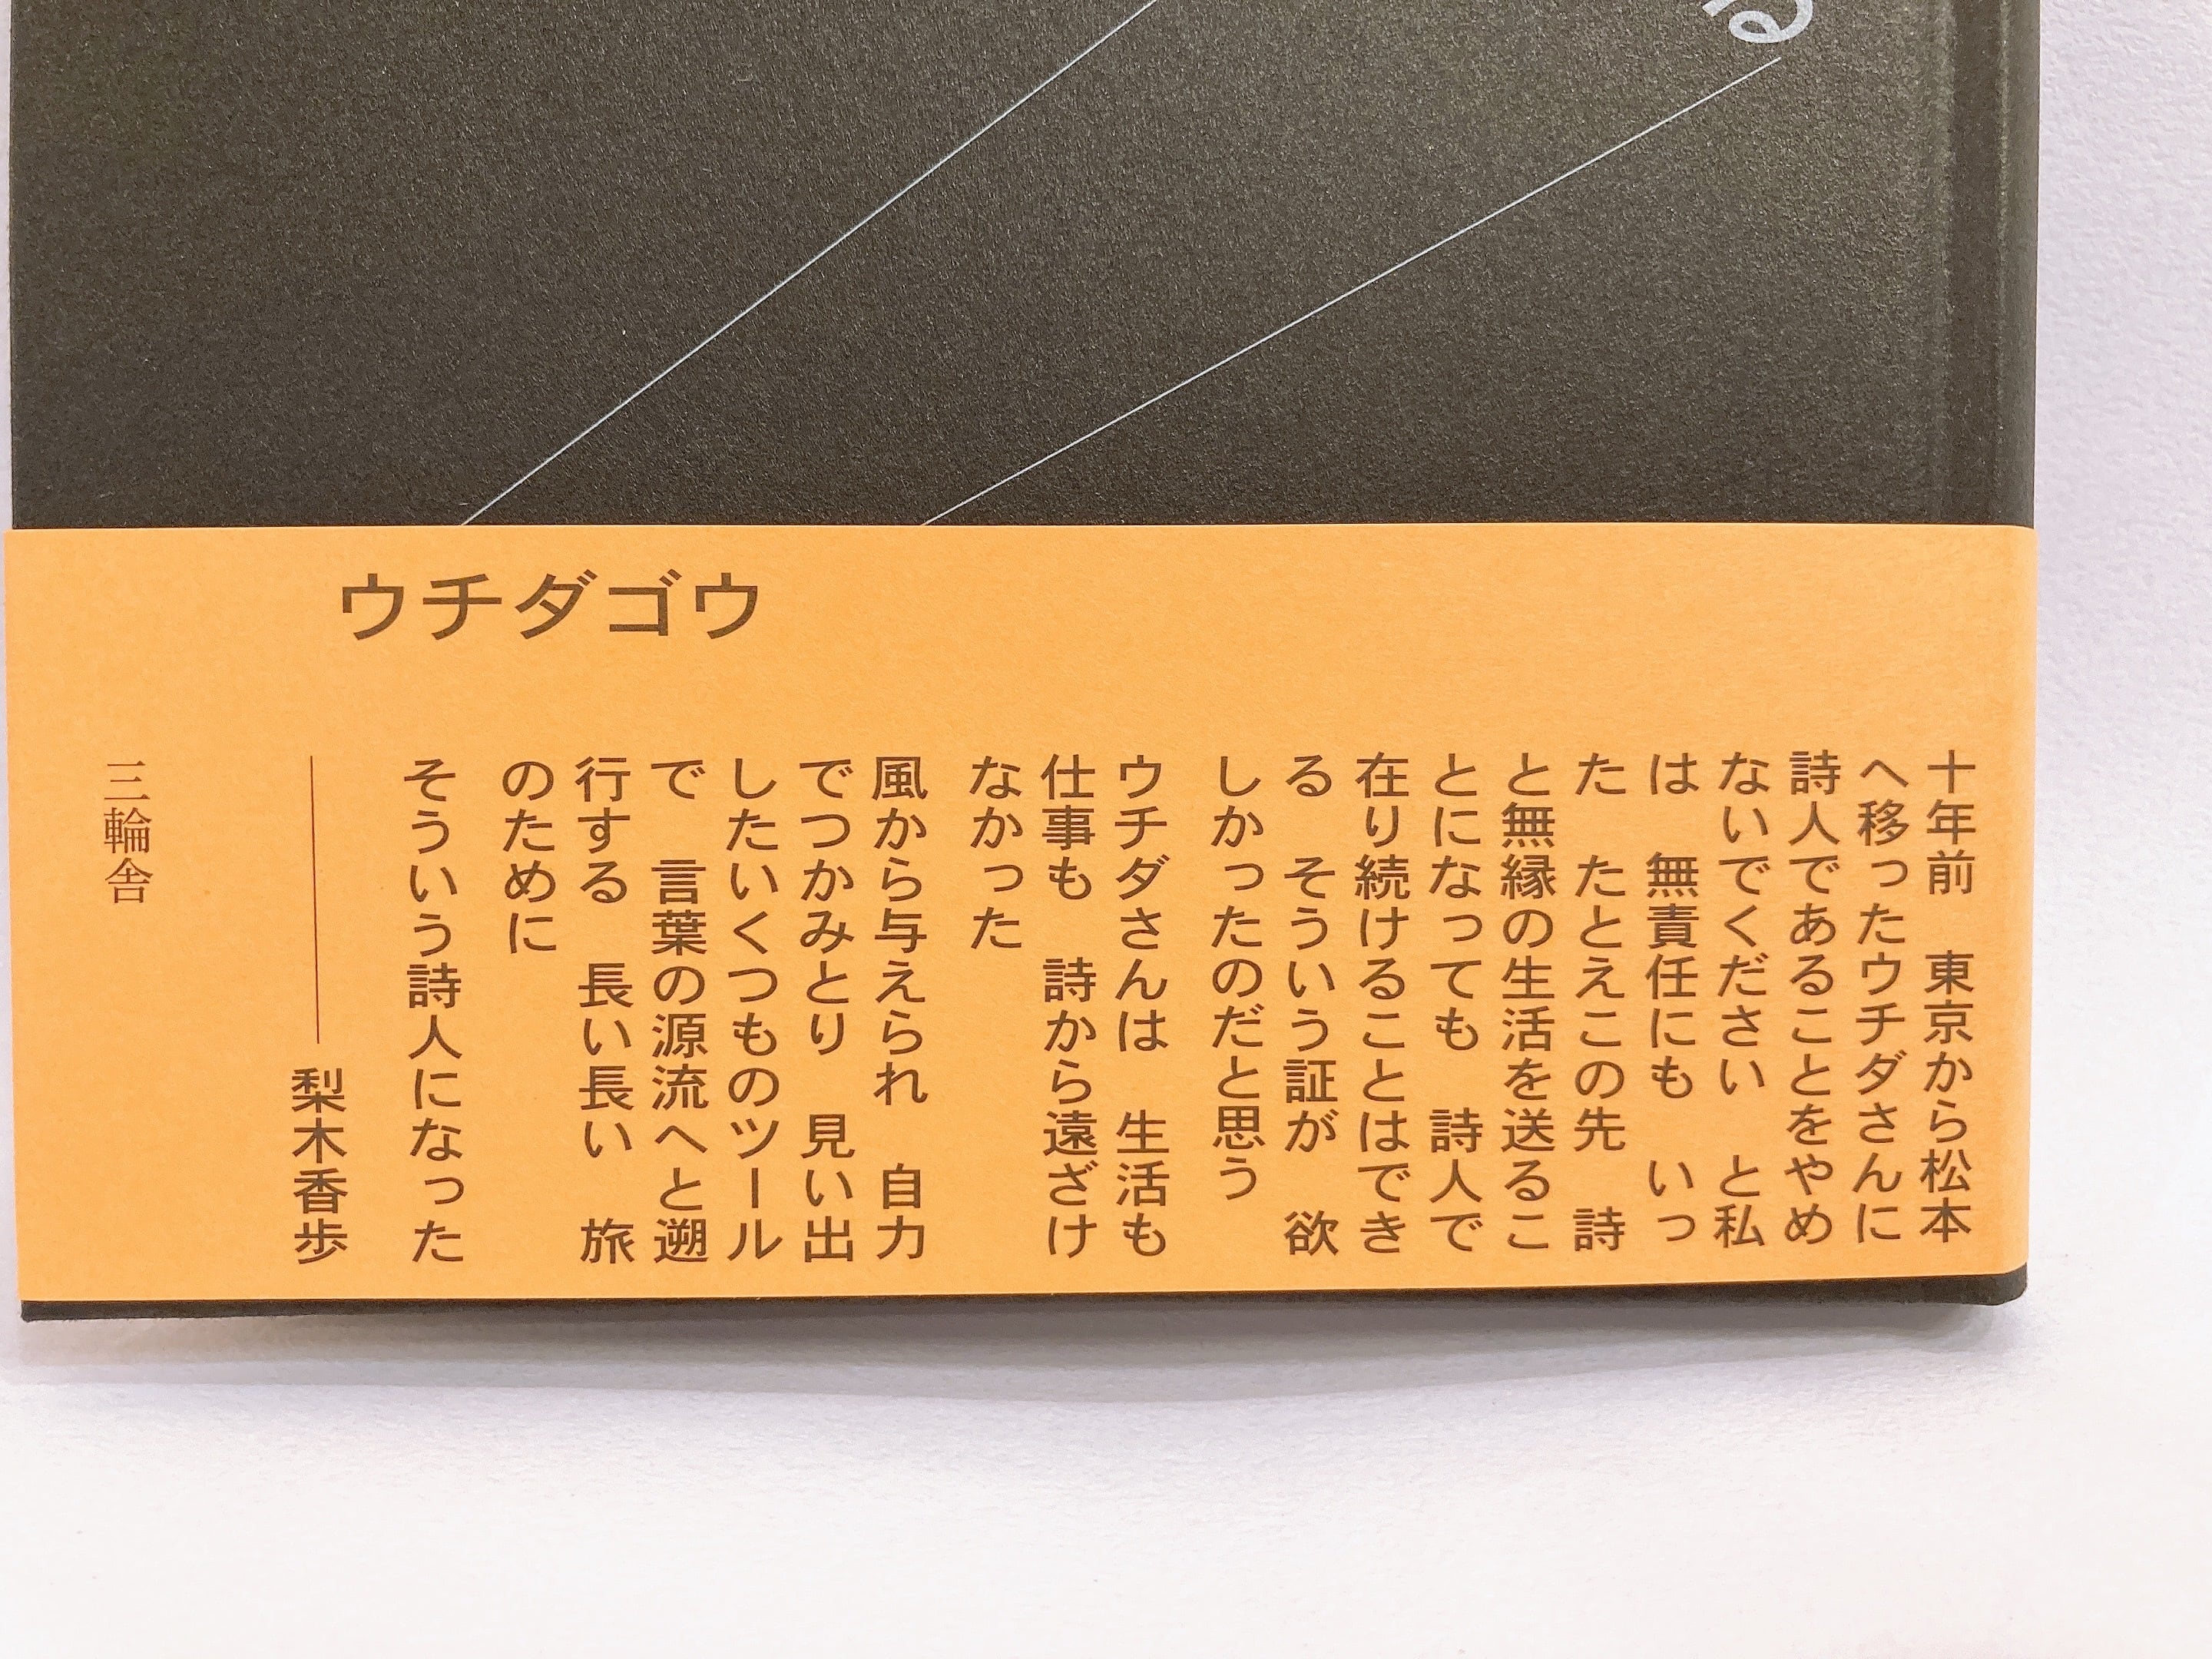 る
ウチダゴウ
十年前　東京から松本
へ移ったウチダさんに
詩人であることをやめ
ないでください　と私
は　無責任にも　いっ
た　たとえこの先　詩
と無縁の生活を送るこ
とになっても　詩人で
在り続けることはでき
る　そういう証が　欲
しかったのだと思う
ウチダさんは　生活も
仕事も　詩から遠ざけ
なかった
風から与えられ　自力
でつかみとり　見い出
したいくつものツール
で　言葉の源流へと遡
行する　長い長い　旅
のために
そういう詩人になった
――梨木香歩
三輪舎